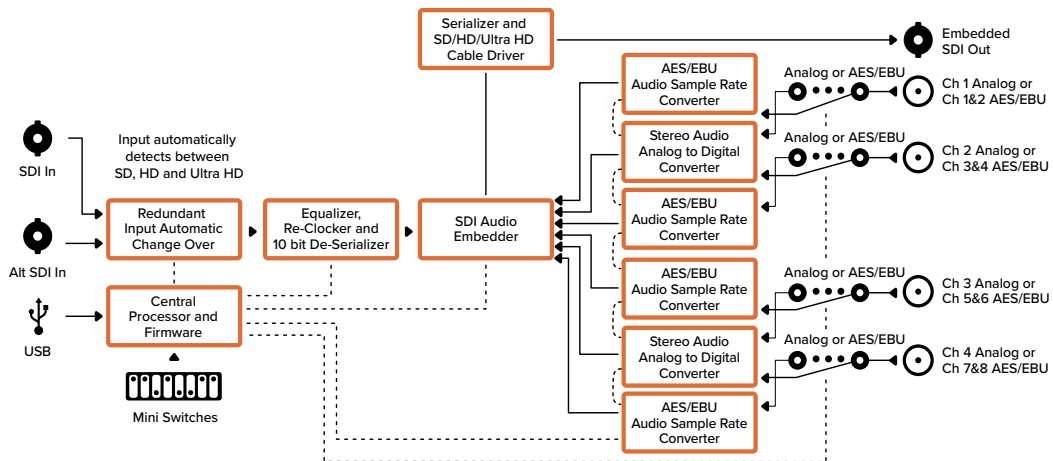 Serializer and
SD/HD/Ultra HD
Cable Driver
Embedded
SDI Out
AES/EBU
Audio Sample Rate
Converter
Analog or AES/EBU
Ch 1 Analog or
Ch 1&2 AES/EBU
Input automatically
detects between
SD, HD and Ultra HD
Stereo Audio
Analog to Digital
Converter
Analog or AES/EBU
Ch 2 Analog or
Ch 3&4 AES/EBU
SDI In
Redundant
Input Automatic
Change Over
Equalizer,
Re-Clocker and
10 bit De-Serializer
SDI Audio
Embedder
AES/EBU
Audio Sample Rate
Converter
Alt SDI In
AES/EBU
Audio Sample Rate
Converter
Analog or AES/EBU
Ch 3 Analog or
Ch 5&6 AES/EBU
Central
Processor and
Firmware
USB
Stereo Audio
Analog to Digital
Converter
Analog or AES/EBU
Ch 4 Analog or
Ch 7&8 AES/EBU
Mini Switches
AES/EBU
Audio Sample Rate
Converter